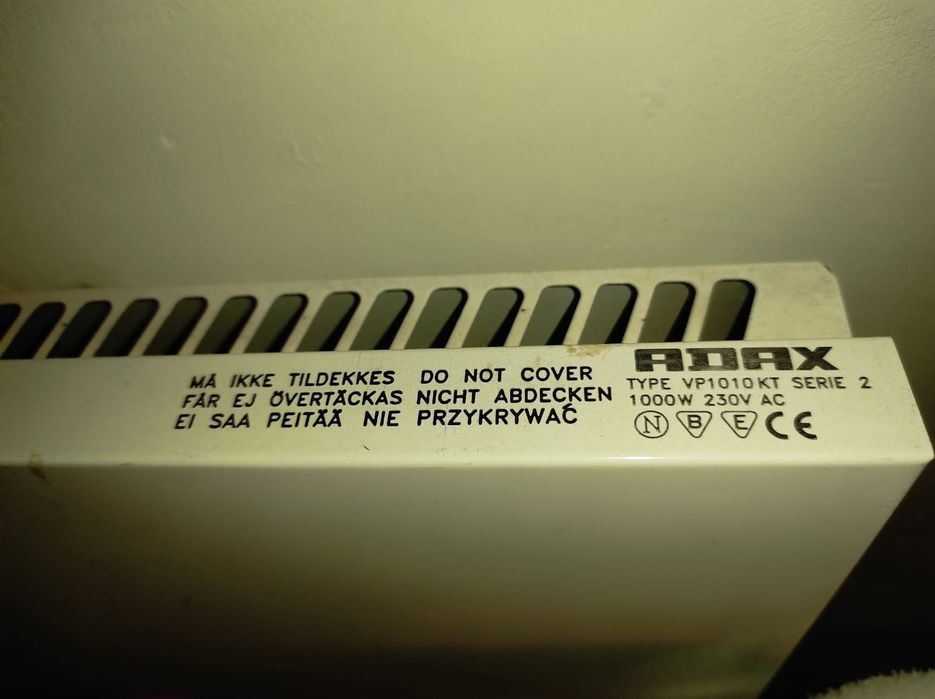 MÅ IKKE TILDEKKES DO NOT COVER
FÅR EJ ÖVERTÄCKAS NICHT ABDECKEN
EI SAA PEITÄÄ NIE PRZYKRYWAĆ
ADAX
TYPE VP1010KT SERIE 2
1000W 230V AC
N B E CE